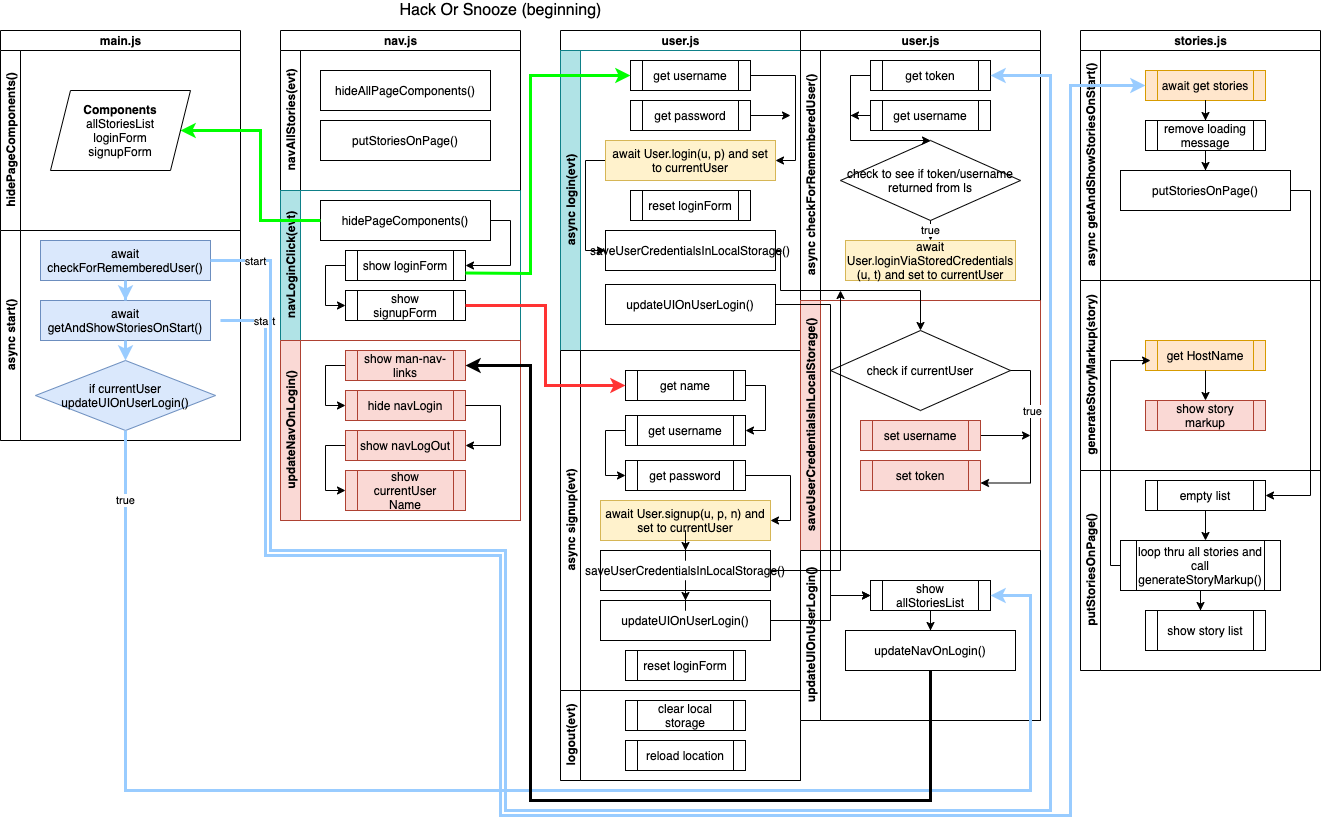 Hack Or Snooze (beginning)
main.js
hidePageComponents()
Components
allStoriesList
loginForm
signupForm
async start()
await
checkForRememberedUser()
start
await
getAndShowStoriesOnStart()
start
if currentUser
updateUIOnUserLogin()
true
nav.js
navAllStories(evt)
hideAllPageComponents()
putStoriesOnPage()
navLoginClick(evt)
hidePageComponents()
show loginForm
show
signupForm
updateNavOnLogin()
show man-nav-
links
hide navLogin
show navLogOut
show
currentUser
Name
user.js
async login(evt)
get username
get password
await User.login(u, p) and set
to currentUser
reset loginForm
saveUserCredentialsInLocalStorage()
updateUIOnUserLogin()
async signup(evt)
get name
get username
get password
await User.signup(u, p, n) and
set to currentUser
saveUserCredentialsInLocalStorage()
updateUIOnUserLogin()
reset loginForm
logout(evt)
clear local
storage
reload location
user.js
async checkForRememberedUser()
get token
get username
check to see if token/username
returned from ls
true
await
User.loginViaStoredCredentials
(u, t) and set to currentUser
saveUserCredentialsInLocalStorage()
check if currentUser
true
set username
set token
updateUIOnUserLogin()
show
allStoriesList
updateNavOnLogin()
stories.js
async getAndShowStoriesOnStart()
await get stories
remove loading
message
putStoriesOnPage()
generateStoryMarkup(story)
get HostName
show story
markup
putStoriesOnPage()
empty list
loop thru all stories and
call
generateStoryMarkup()
show story list